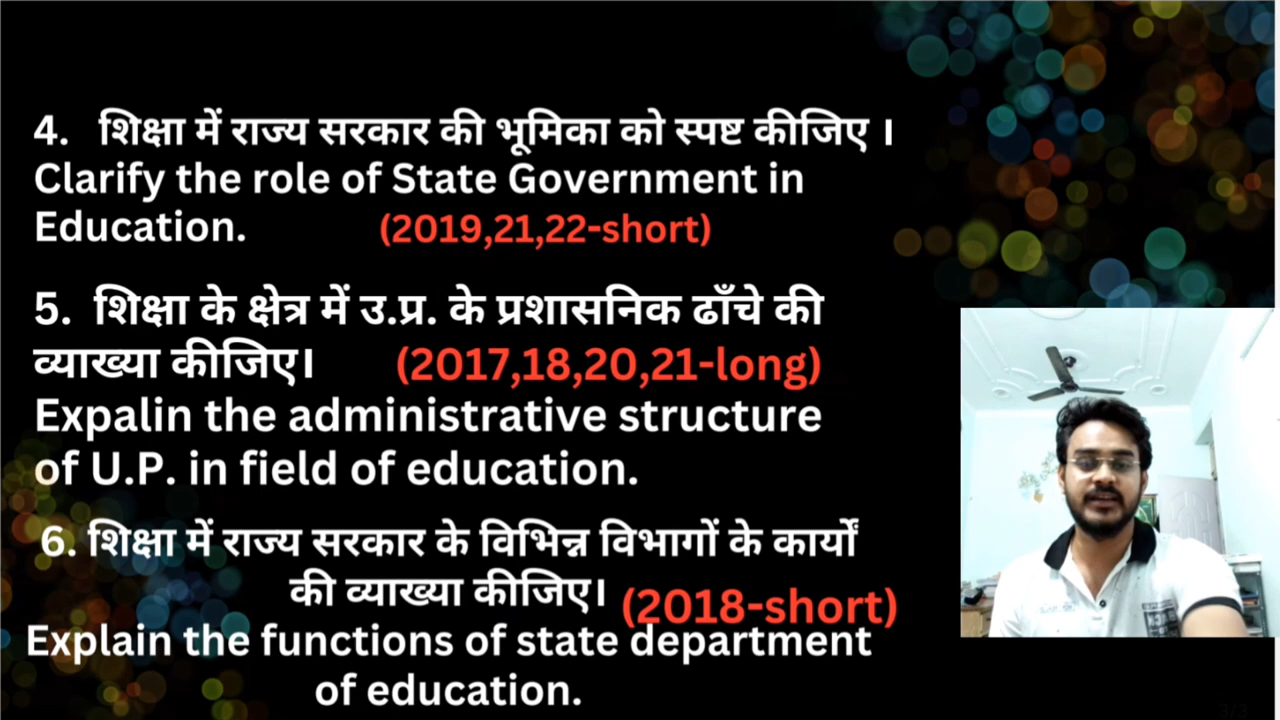 4. शिक्षा में राज्य सरकार की भूमिका को स्पष्ट कीजिए ।
Clarify the role of State Government in
Education. (2019,21,22-short)
5. शिक्षा के क्षेत्र में उ.प्र. के प्रशासनिक ढाँचे की
व्याख्या कीजिए। (2017,18,20,21-long)
Expalin the administrative structure
of U.P. in field of education.
6. शिक्षा में राज्य सरकार के विभिन्न विभागों के कार्यों
की व्याख्या कीजिए। (2018-short)
Explain the functions of state department
of education.